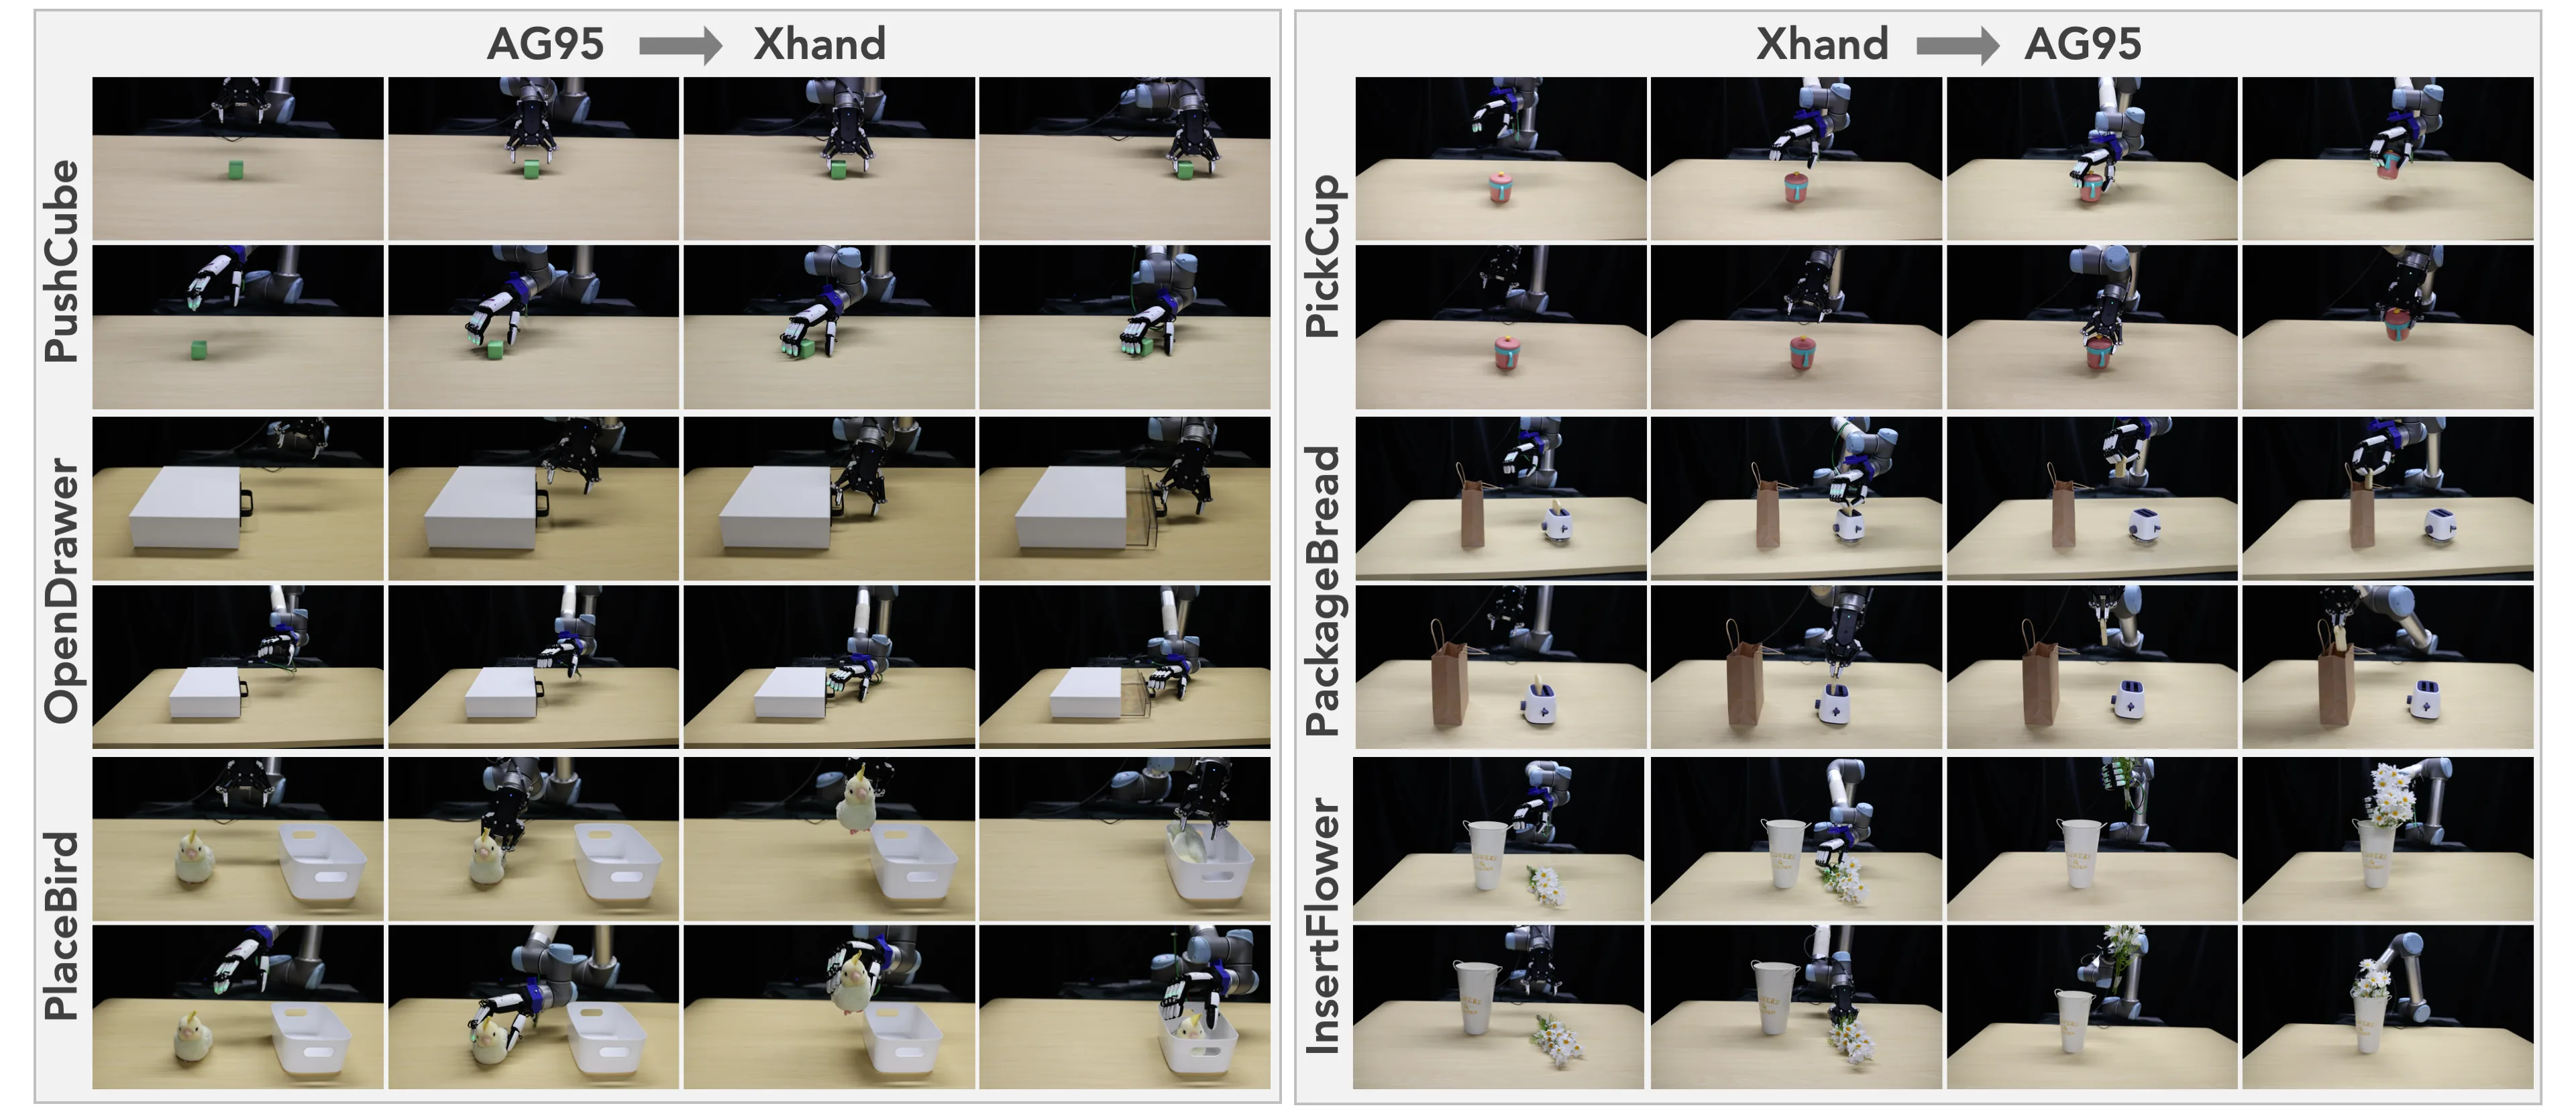 AG95 Xhand
PushCube
OpenDrawer
PlaceBird
Xhand AG95
PickCup
PackageBread
InsertFlower